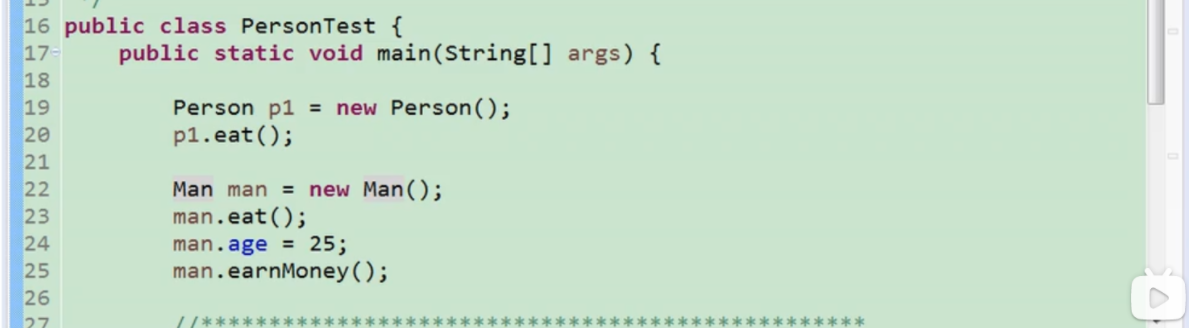 15 */
16 public class PersonTest {
17 public static void main(String[] args) {
18
19 Person p1 = new Person();
20 p1.eat();
21
22 Man man = new Man();
23 man.eat();
24 man.age = 25;
25 man.earnMoney();
26
27 //*************************************************